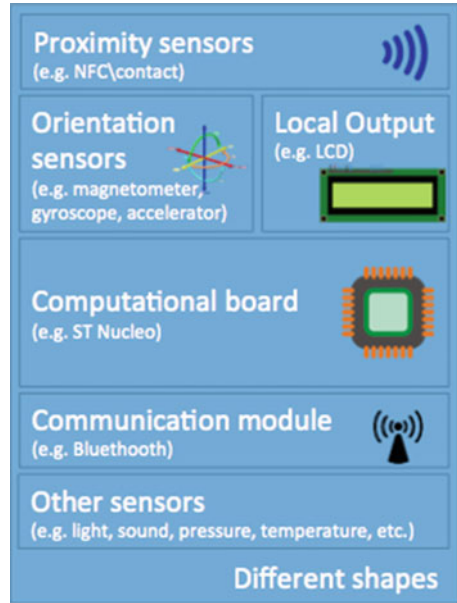 Proximity sensors
(e.g. NFC\contact)
Orientation
sensors
(e.g. magnetometer,
gyroscope, accelerator)
Local Output
(e.g. LCD)
Computational board
(e.g. ST Nucleo)
Communication module
(e.g. Bluethooth)
Other sensors
(e.g. light, sound, pressure, temperature, etc.)
Different shapes